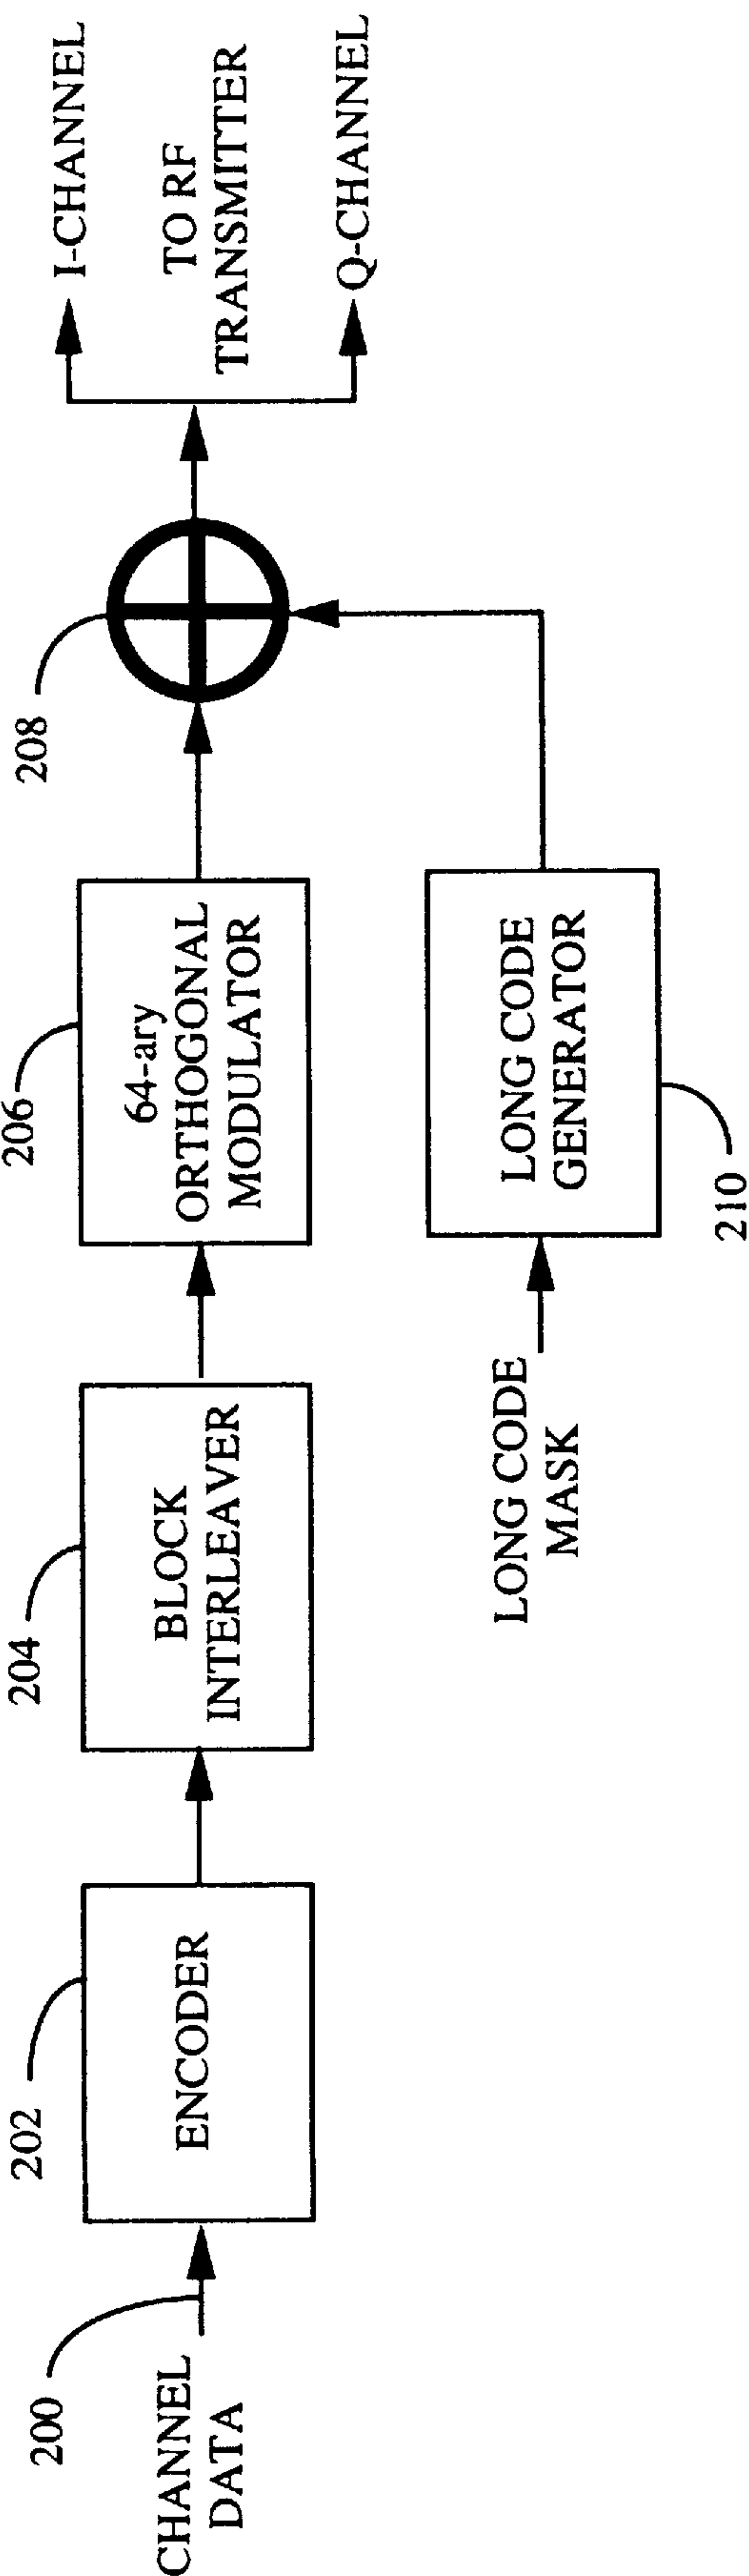 200
CHANNEL
DATA
202
ENCODER
204
BLOCK
INTERLEAVER
206
64-ary
ORTHOGONAL
MODULATOR
208
I-CHANNEL
TO RF
TRANSMITTER
Q-CHANNEL
LONG CODE
MASK
LONG CODE
GENERATOR
210